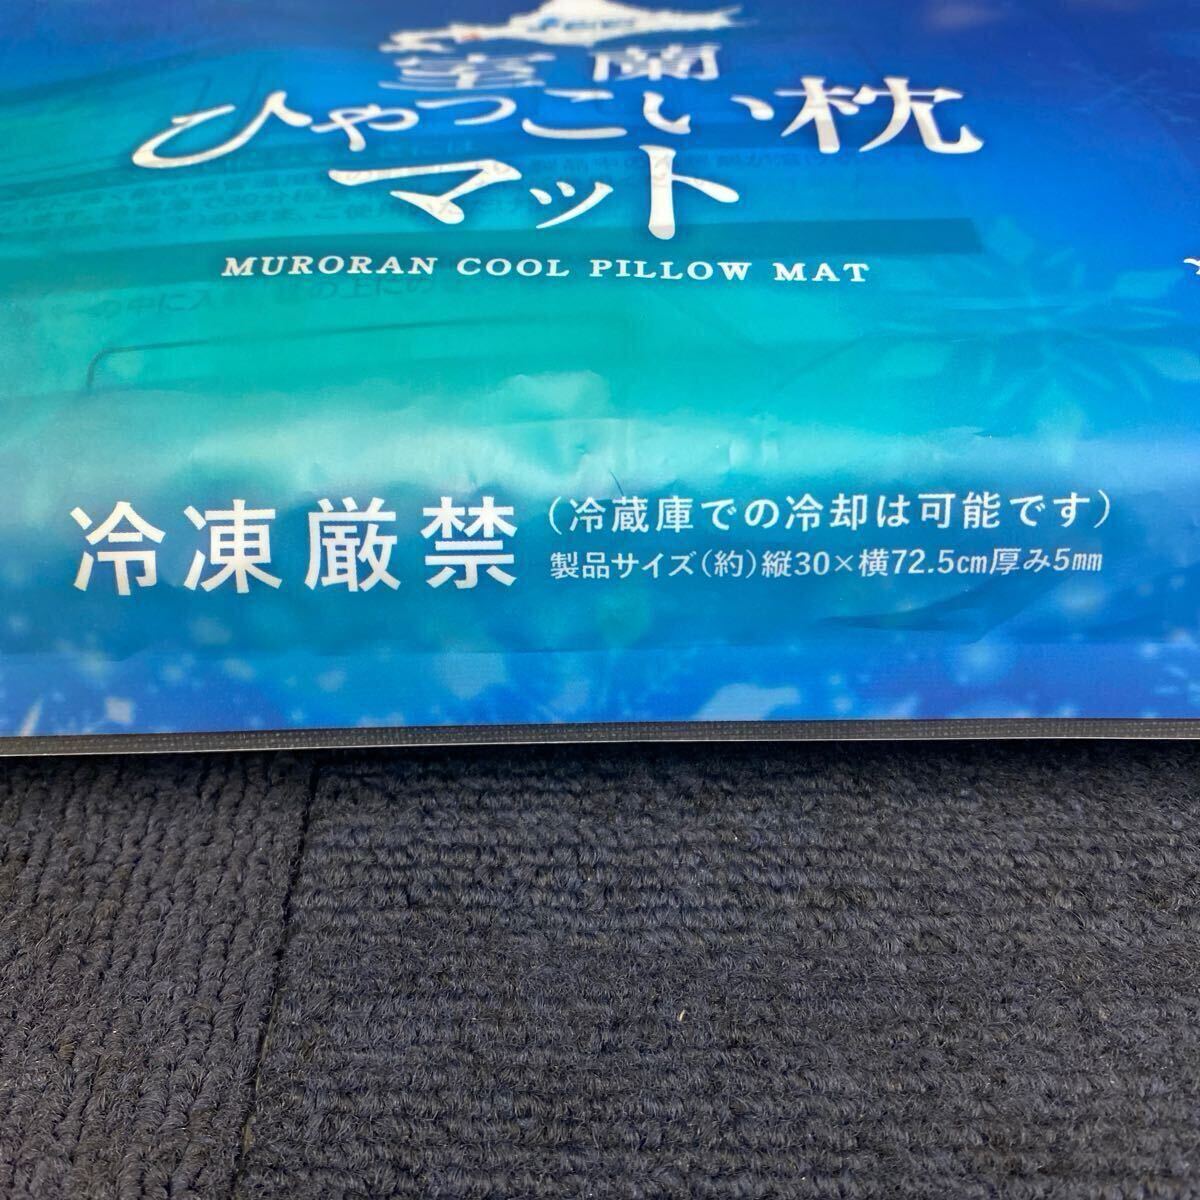 室蘭
ひやっこい枕
マット
MURORAN COOL PILLOW MAT
冷凍厳禁
(冷蔵庫での冷却は可能です)
製品サイズ(約)縦30×横72.5cm厚み5mm